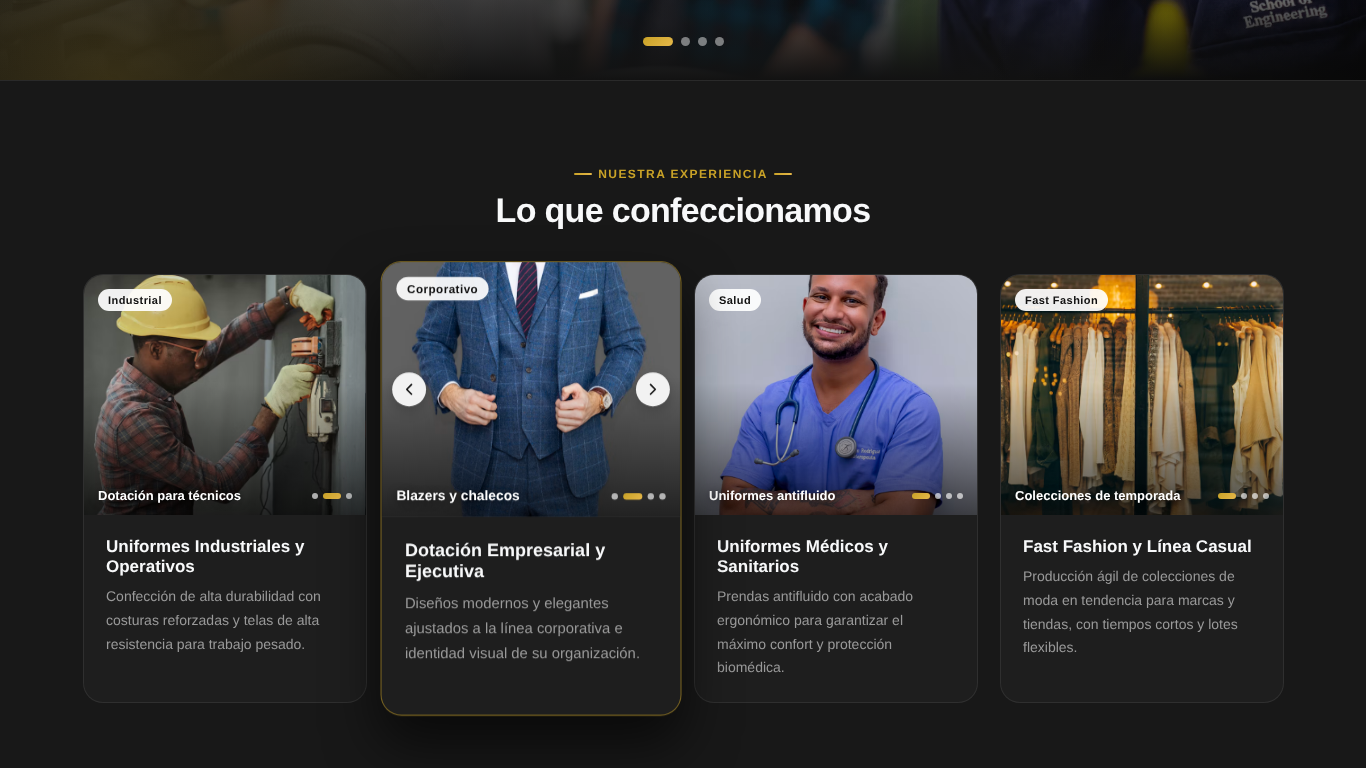 School of
Engineering
NUESTRA EXPERIENCIA
Lo que confeccionamos
Industrial
Dotación para técnicos
Uniformes Industriales y
Operativos
Confección de alta durabilidad con
costuras reforzadas y telas de alta
resistencia para trabajo pesado.
Corporativo
Blazers y chalecos
Dotación Empresarial y
Ejecutiva
Diseños modernos y elegantes
ajustados a la línea corporativa e
identidad visual de su organización.
Salud
Uniformes antifluido
Uniformes Médicos y
Sanitarios
Prendas antifluido con acabado
ergonómico para garantizar el
máximo confort y protección
biomédica.
Fast Fashion
Colecciones de temporada
Fast Fashion y Línea Casual
Producción ágil de colecciones de
moda en tendencia para marcas y
tiendas, con tiempos cortos y lotes
flexibles.